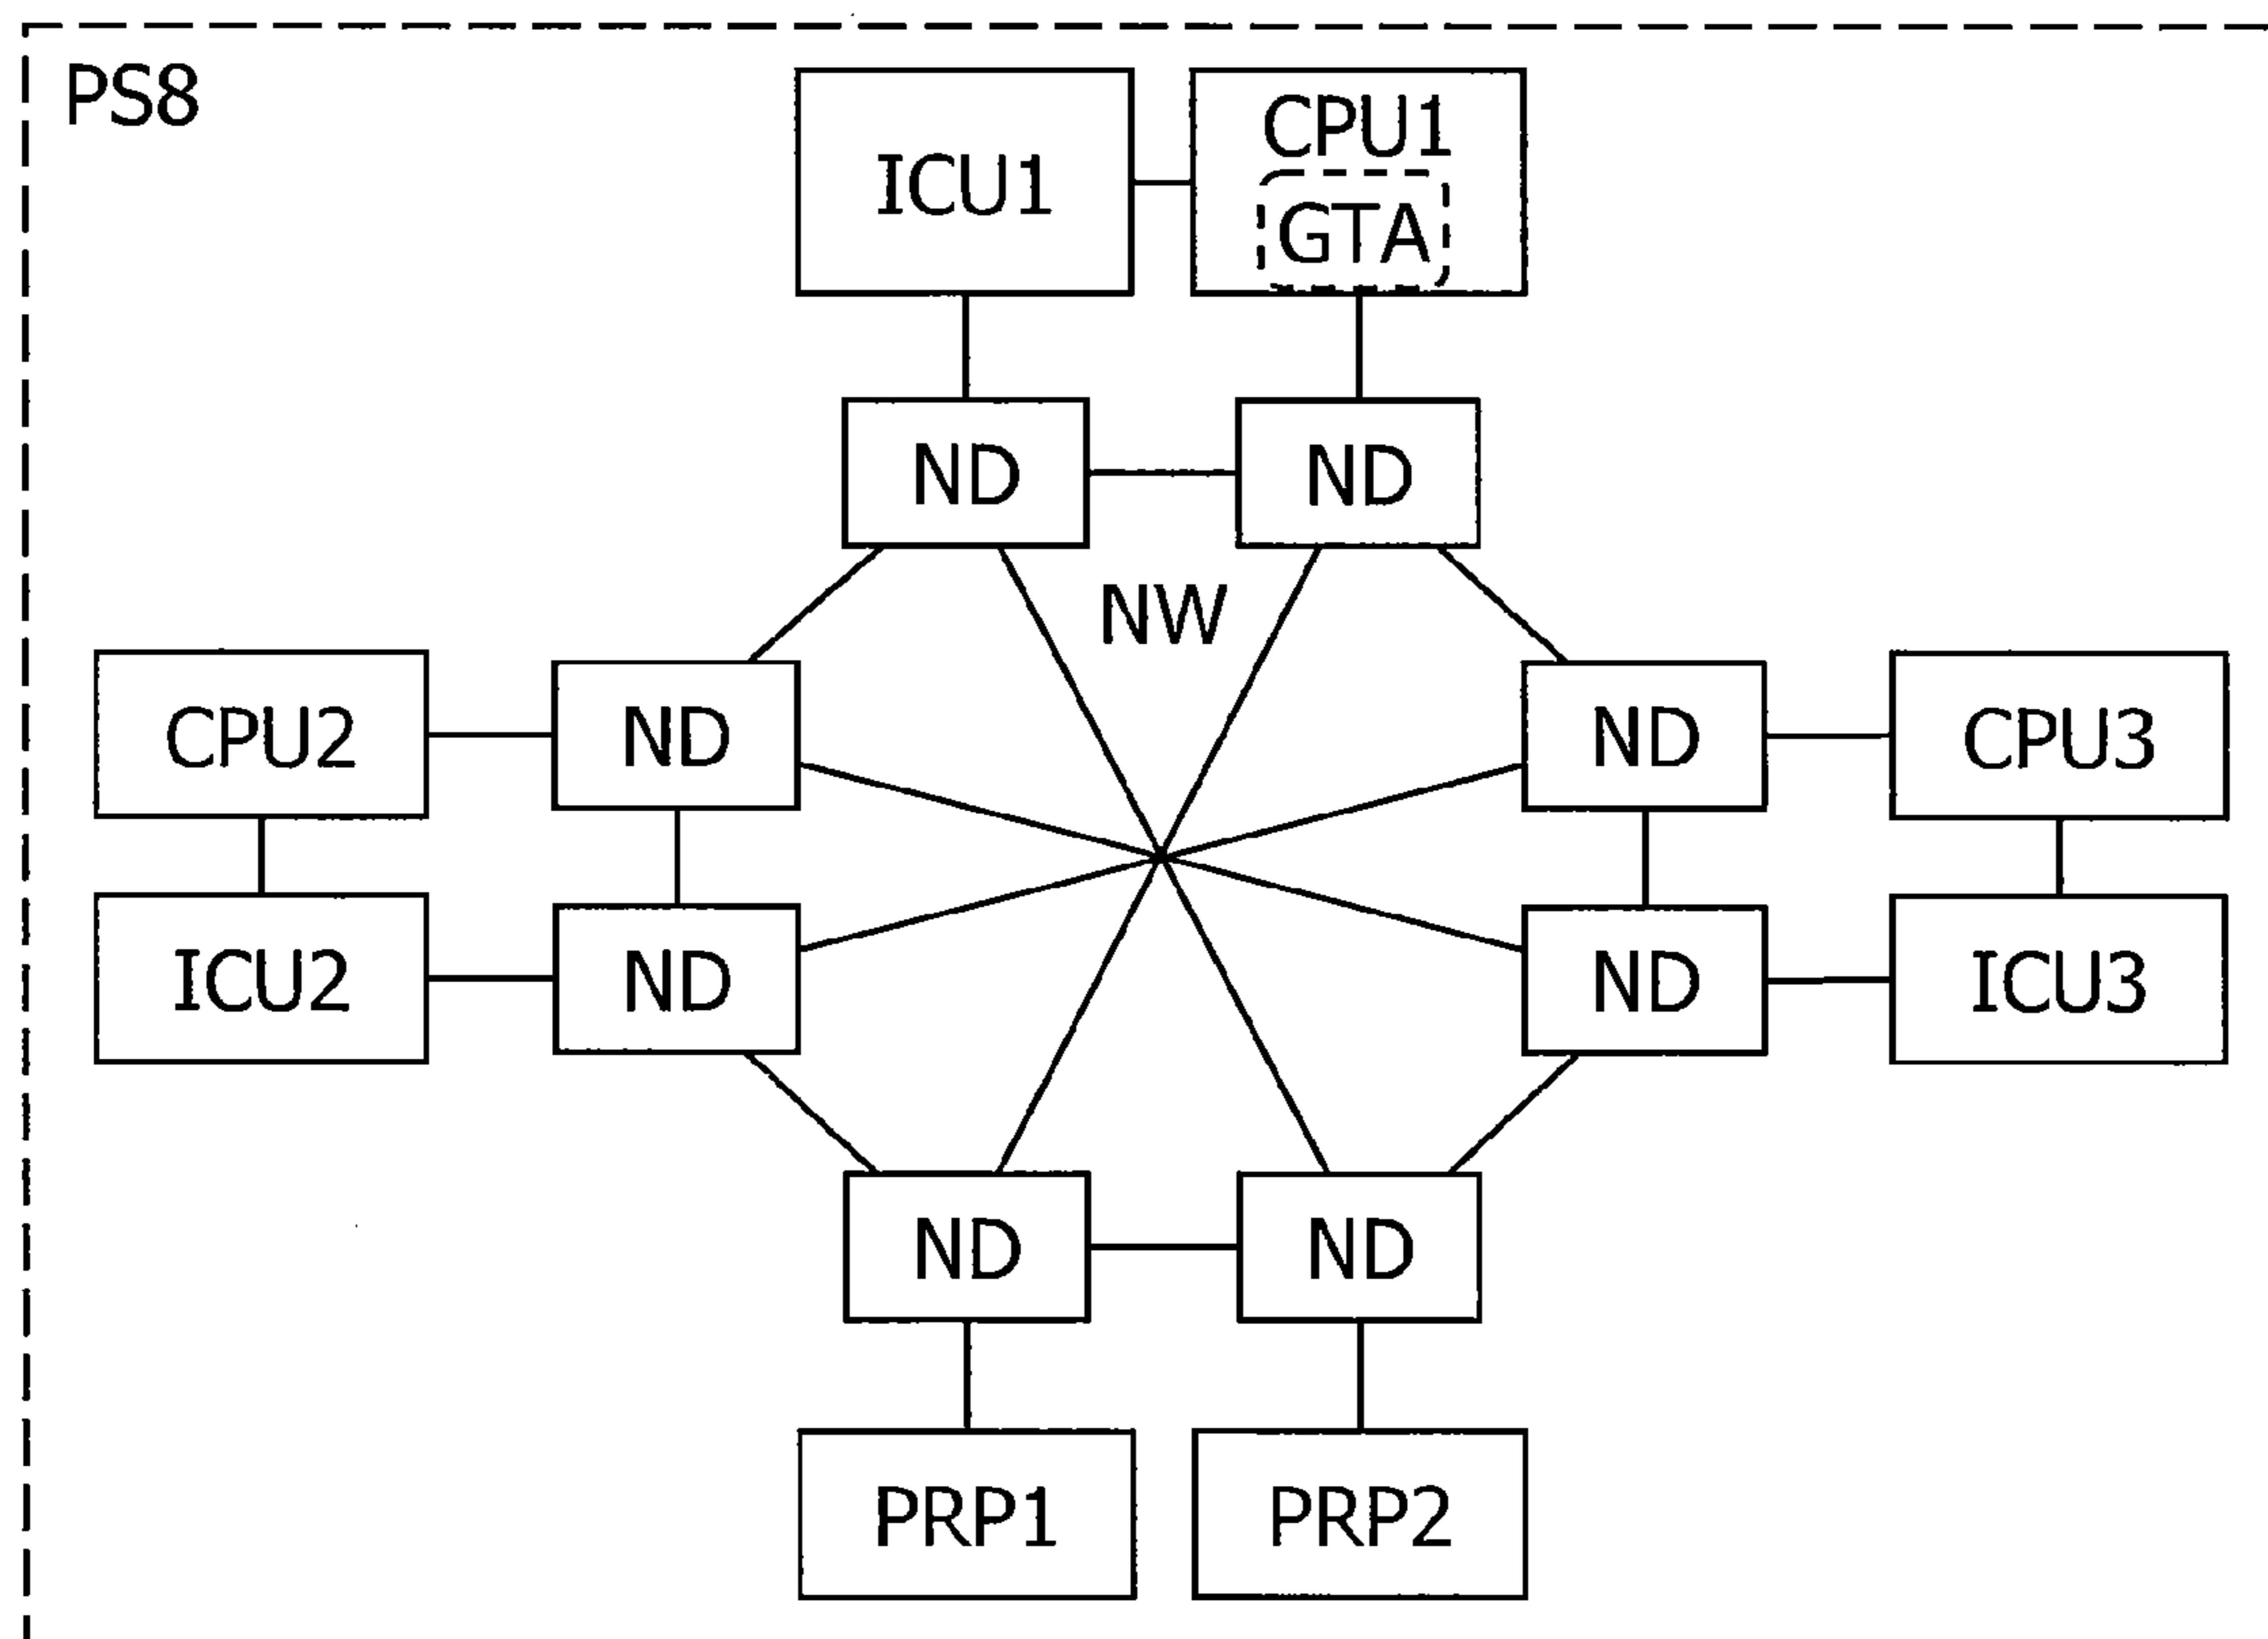 PS8
ICU1
CPU1
GTA
ND
ND
NW
CPU2
ND
ND
CPU3
ICU2
ND
ND
ICU3
ND
ND
PRP1
PRP2